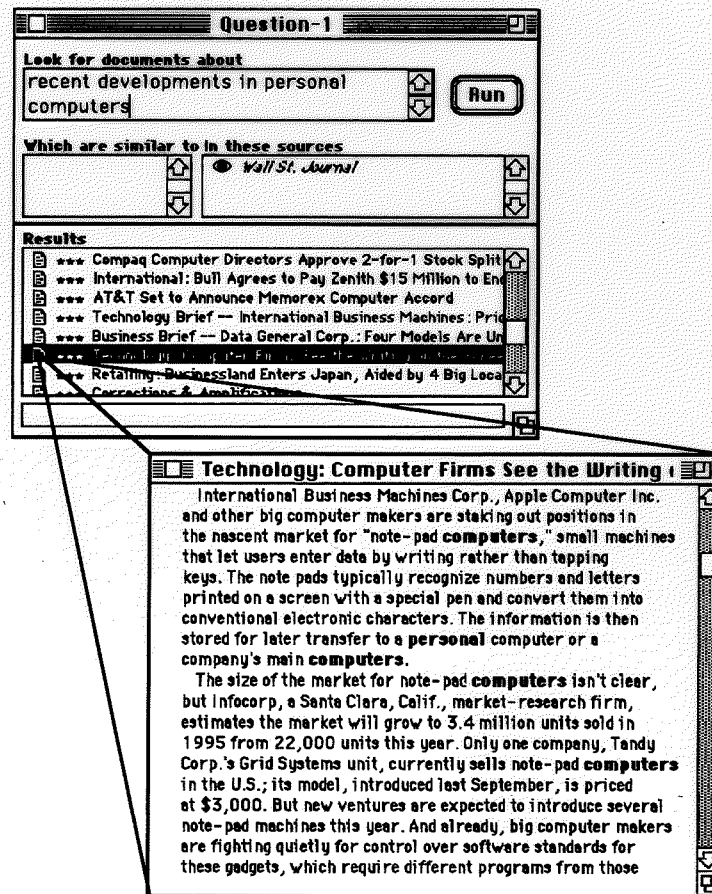 Question-1
Look for documents about
recent developments in personal
computers
Run
Which are similar to In these sources
Wall St. Journal
Results
*** Compaq Computer Directors Approve 2-for-1 Stock Split
*** International: Bull Agrees to Pay Zenith $15 Million to End
*** AT&T Set to Announce Memorex Computer Accord
*** Technology Brief -- International Business Machines: Pric
*** Business Brief -- Data General Corp.: Four Models Are Un
*** Technology: Computer Firms See the Writing on the Screen
*** Retailing: Businessland Enters Japan, Aided by 4 Big Loca
Corrections & Amplifications
Technology: Computer Firms See the Writing
International Business Machines Corp., Apple Computer Inc.
and other big computer makers are staking out positions in
the nascent market for "note-pad computers," small machines
that let users enter data by writing rather than tapping
keys. The note pads typically recognize numbers and letters
printed on a screen with a special pen and convert them into
conventional electronic characters. The information is then
stored for later transfer to a personal computer or a
company's main computers.
The size of the market for note-pad computers isn't clear,
but Infocorp, a Santa Clara, Calif., market-research firm,
estimates the market will grow to 3.4 million units sold in
1995 from 22,000 units this year. Only one company, Tandy
Corp.'s Grid Systems unit, currently sells note-pad computers
in the U.S.; its model, introduced last September, is priced
at $3,000. But new ventures are expected to introduce several
note-pad machines this year. And already, big computer makers
are fighting quietly for control over software standards for
these gadgets, which require different programs from those